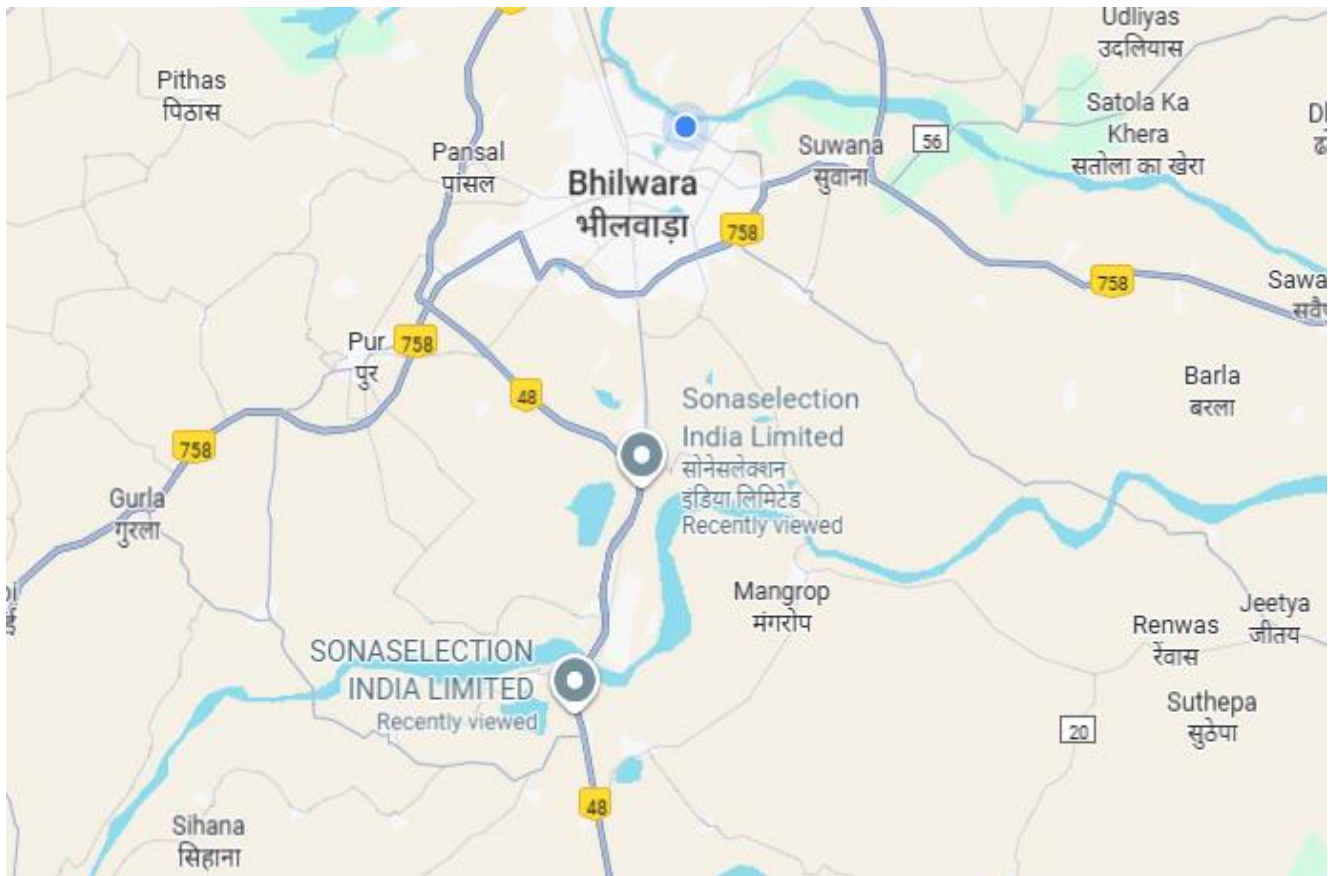 Udliyas
उदलियास
Pithas
पिठास
Satola Ka
Khera
सतोला का खेरा
56
Suwana
सुवाना
Pansal
पांसल
Bhilwara
भीलवाड़ा
758
758
Sawa
Pur
पुर
758
48
Barla
बरला
Sonaselection
India Limited
सोनेसलेक्शन
इंडिया लिमिटेड
Recently viewed
758
Gurla
गुरला
Mangrop
मंगरोप
Jeetya
जीतय
Renwas
रेंवास
SONASELECTION
INDIA LIMITED
Recently viewed
Suthepa
सुठेपा
20
48
Sihana
सिहाना